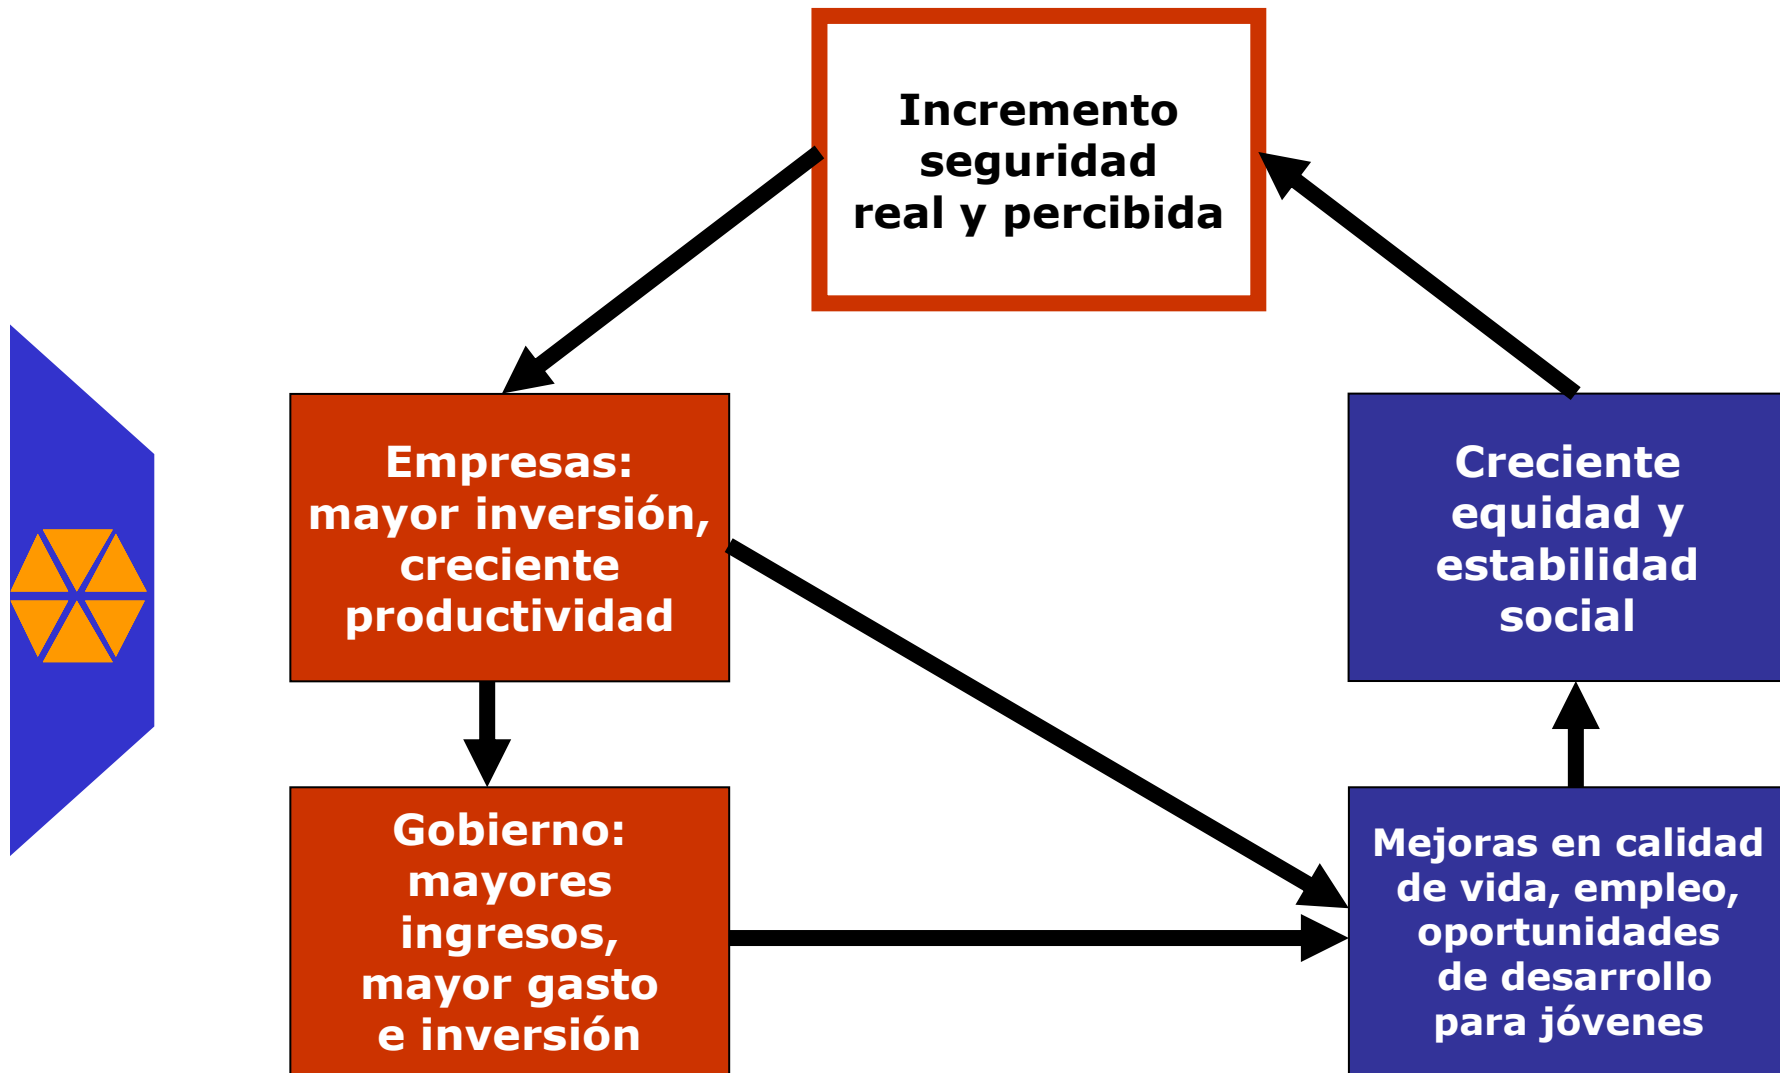 Incremento
seguridad
real y percibida
Empresas:
mayor inversión,
creciente
productividad
Creciente
equidad y
estabilidad
social
Gobierno:
mayores
ingresos,
mayor gasto
e inversión
Mejoras en calidad
de vida, empleo,
oportunidades
de desarrollo
para jóvenes